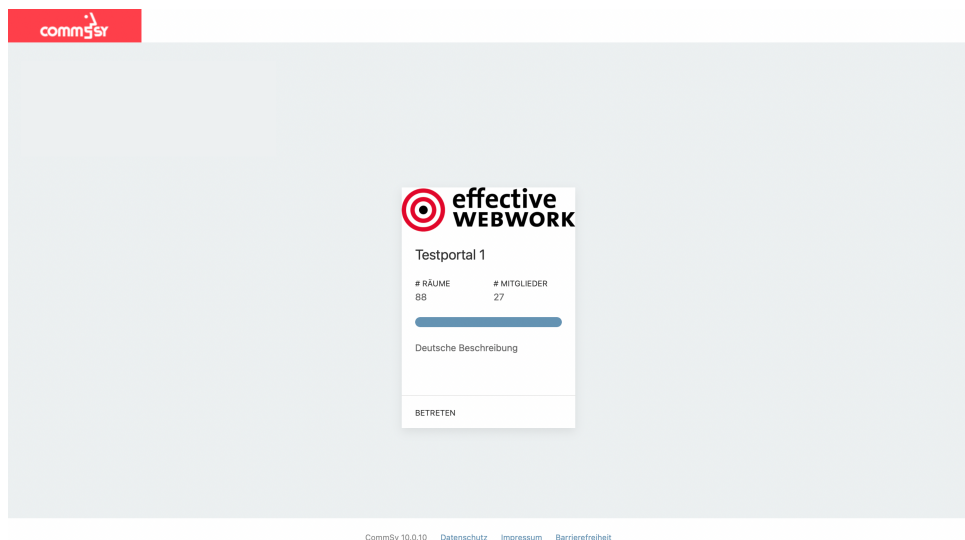 commsy
effective
WEBWORK
Testportal 1
# RÄUME # MITGLIEDER
88 27
Deutsche Beschreibung
BETRETEN
CommSy 10.0.10 Datenschutz Impressum Barrierefreiheit